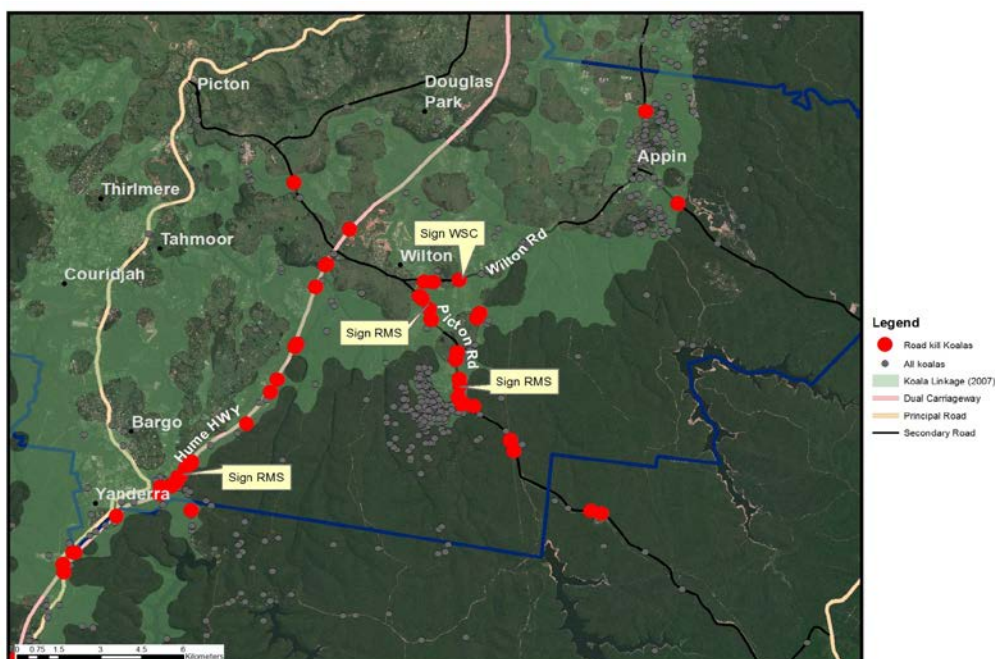 Picton
Douglas
Park
Appin
Thirlmere
Tahmoor
Sign WSC
Wilton
Wilton Rd
Couridjah
Sign RMS
Picton Rd
Sign RMS
Bargo
Hume HWY
Sign RMS
Yanderra
Legend
Road kill Koalas
All koalas
Koala Linkage (2007)
Dual Carriageway
Principal Road
Secondary Road
0 0.75 1.5 3 4.5 6
Kilometers